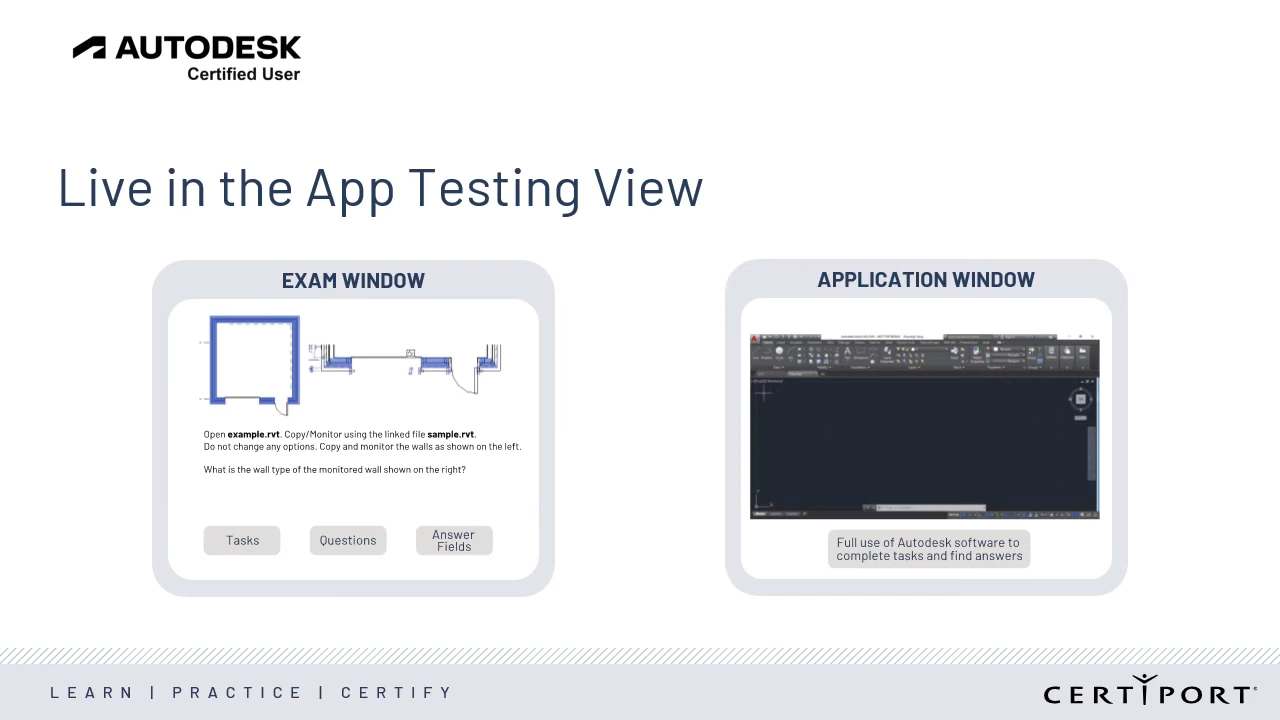 AUTODESK
Certified User
Live in the App Testing View
EXAM WINDOW
Open example.rvt. Copy/Monitor using the linked file sample.rvt.
Do not change any options. Copy and monitor the walls as shown on the left.
What is the wall type of the monitored wall shown on the right?
Tasks
Questions
Answer
Fields
APPLICATION WINDOW
Full use of Autodesk software to
complete tasks and find answers
LEARN | PRACTICE | CERTIFY
CERTIPORT